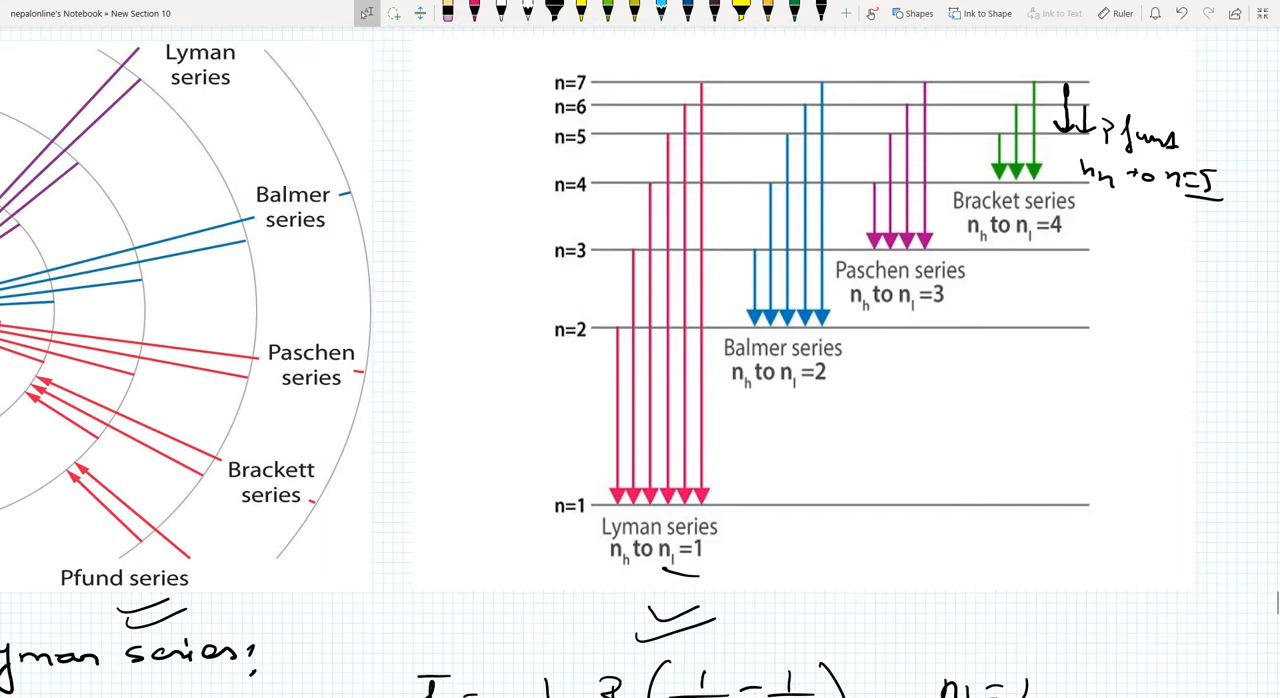 nepalonline's Notebook » New Section 10
Shapes
Ink to Shape
Ink to Text
Ruler
Lyman
series
Balmer
series
Paschen
series
Brackett
series
Pfund series
n=7
n=6
n=5
n=4
n=3
n=2
n=1
Pfund
nh to n=5
Bracket series
nh to nl =4
Paschen series
nh to nl =3
Balmer series
nh to nl =2
Lyman series
nh to nl =1
yman series: